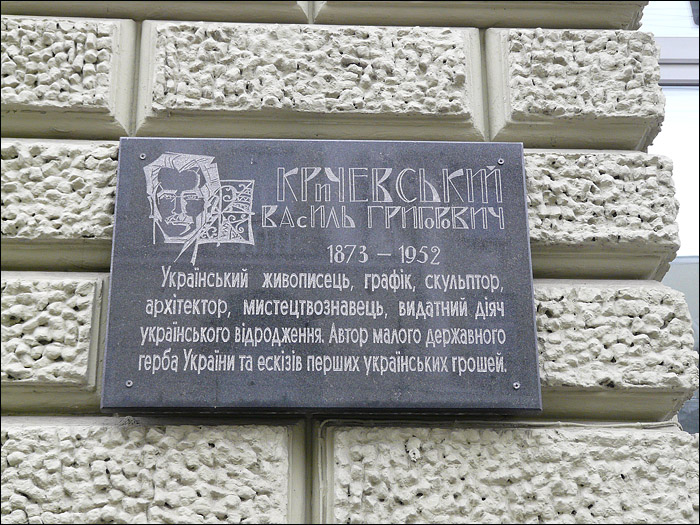 КРиЧЕВСЬКИЙ
ВАсИЛЬ ГРИГОРОВИЧ
1873 – 1952
Український живописець, графік, скульптор,
архітектор, мистецтвознавець, видатний діяч
українського відродження. Автор малого державного
герба України та ескізів перших українських грошей.